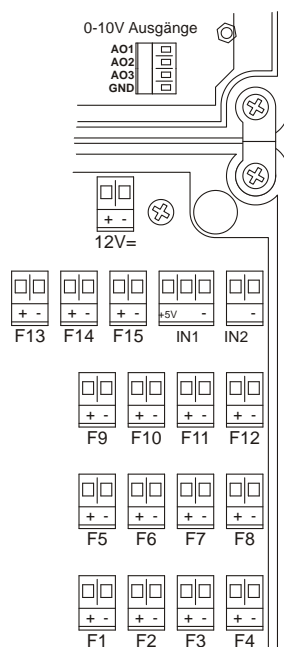 0-10V Ausgänge
AO1
AO2
AO3
GND
+ -
12V=
+ - + - + - +5V - -
F13 F14 F15 IN1 IN2
+ - + - + - + -
F9 F10 F11 F12
+ - + - + - + -
F5 F6 F7 F8
+ - + - + - + -
F1 F2 F3 F4